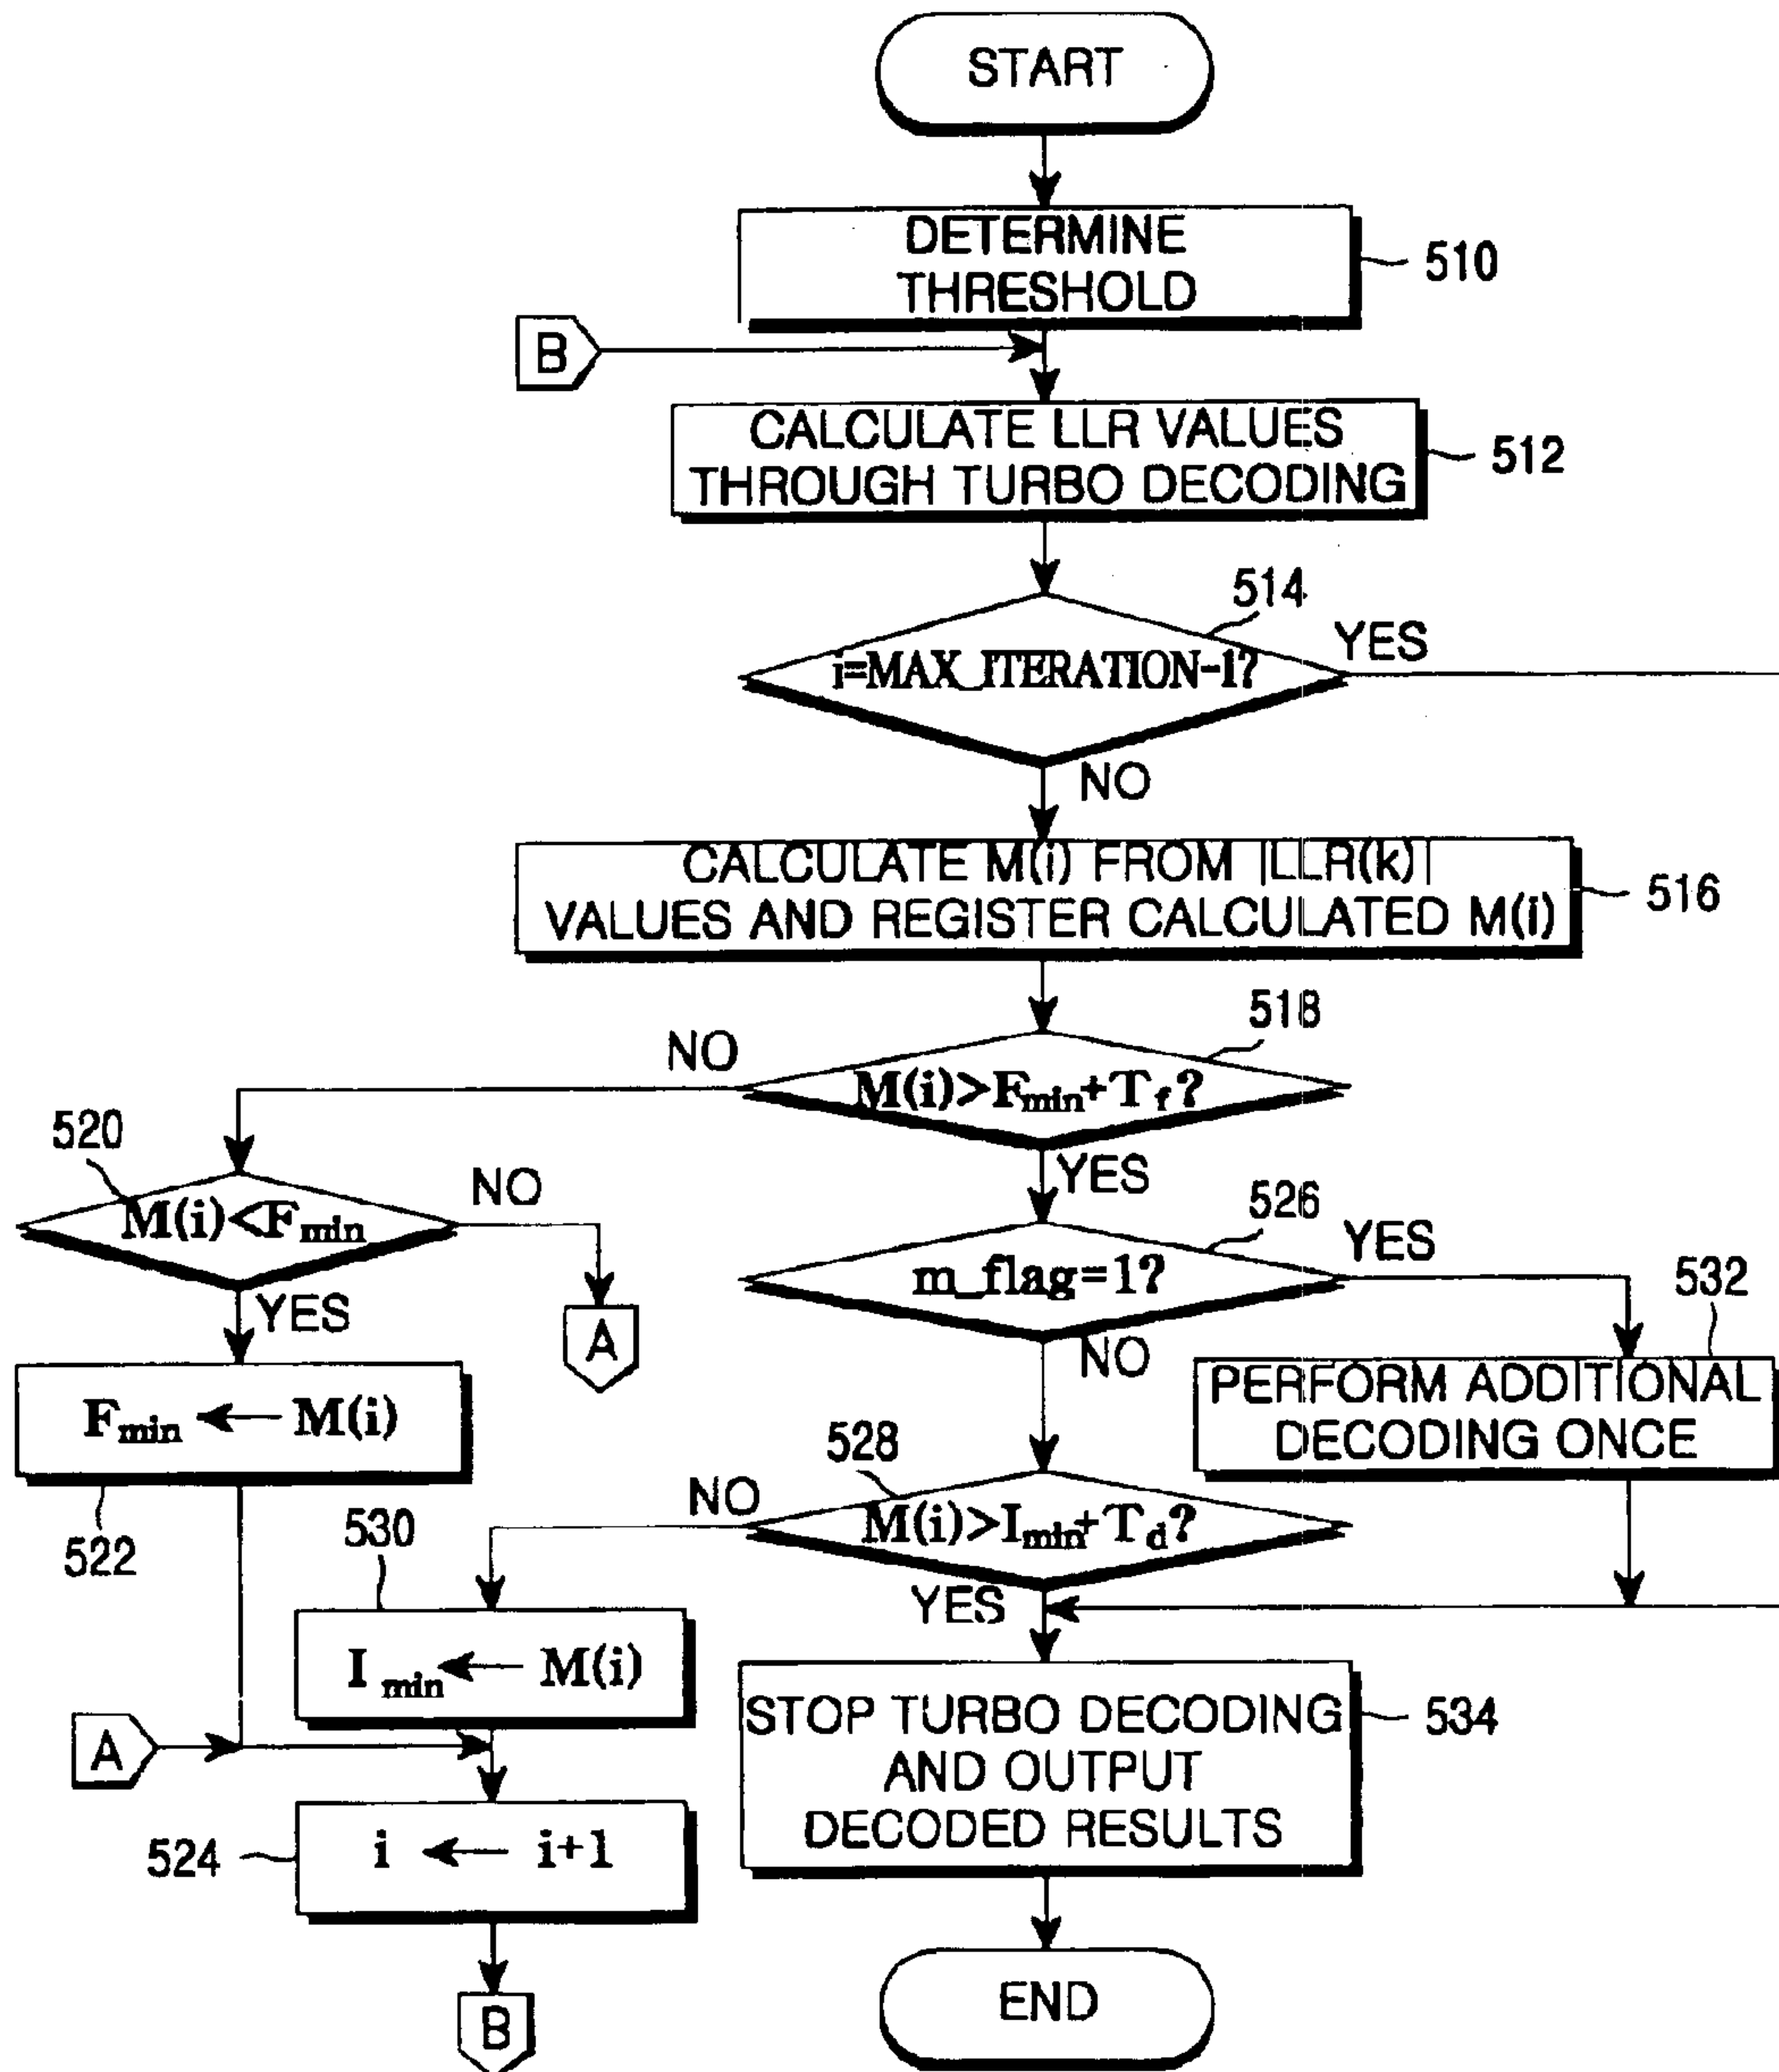 START
DETERMINE
THRESHOLD
510
B
CALCULATE LLR VALUES
THROUGH TURBO DECODING
512
514
i=MAX_ITERATION-1?
YES
NO
CALCULATE M(i) FROM |LLR(k)|
VALUES AND REGISTER CALCULATED M(i)
516
518
NO
M(i)>Fmin+Tf?
YES
520
M(i)<Fmin
NO
A
YES
526
m_flag=1?
YES
NO
532
PERFORM ADDITIONAL
DECODING ONCE
Fmin ← M(i)
522
528
NO
M(i)>Imin+Td?
YES
530
Imin ← M(i)
A
524
i ← i+1
B
STOP TURBO DECODING
AND OUTPUT
DECODED RESULTS
534
END